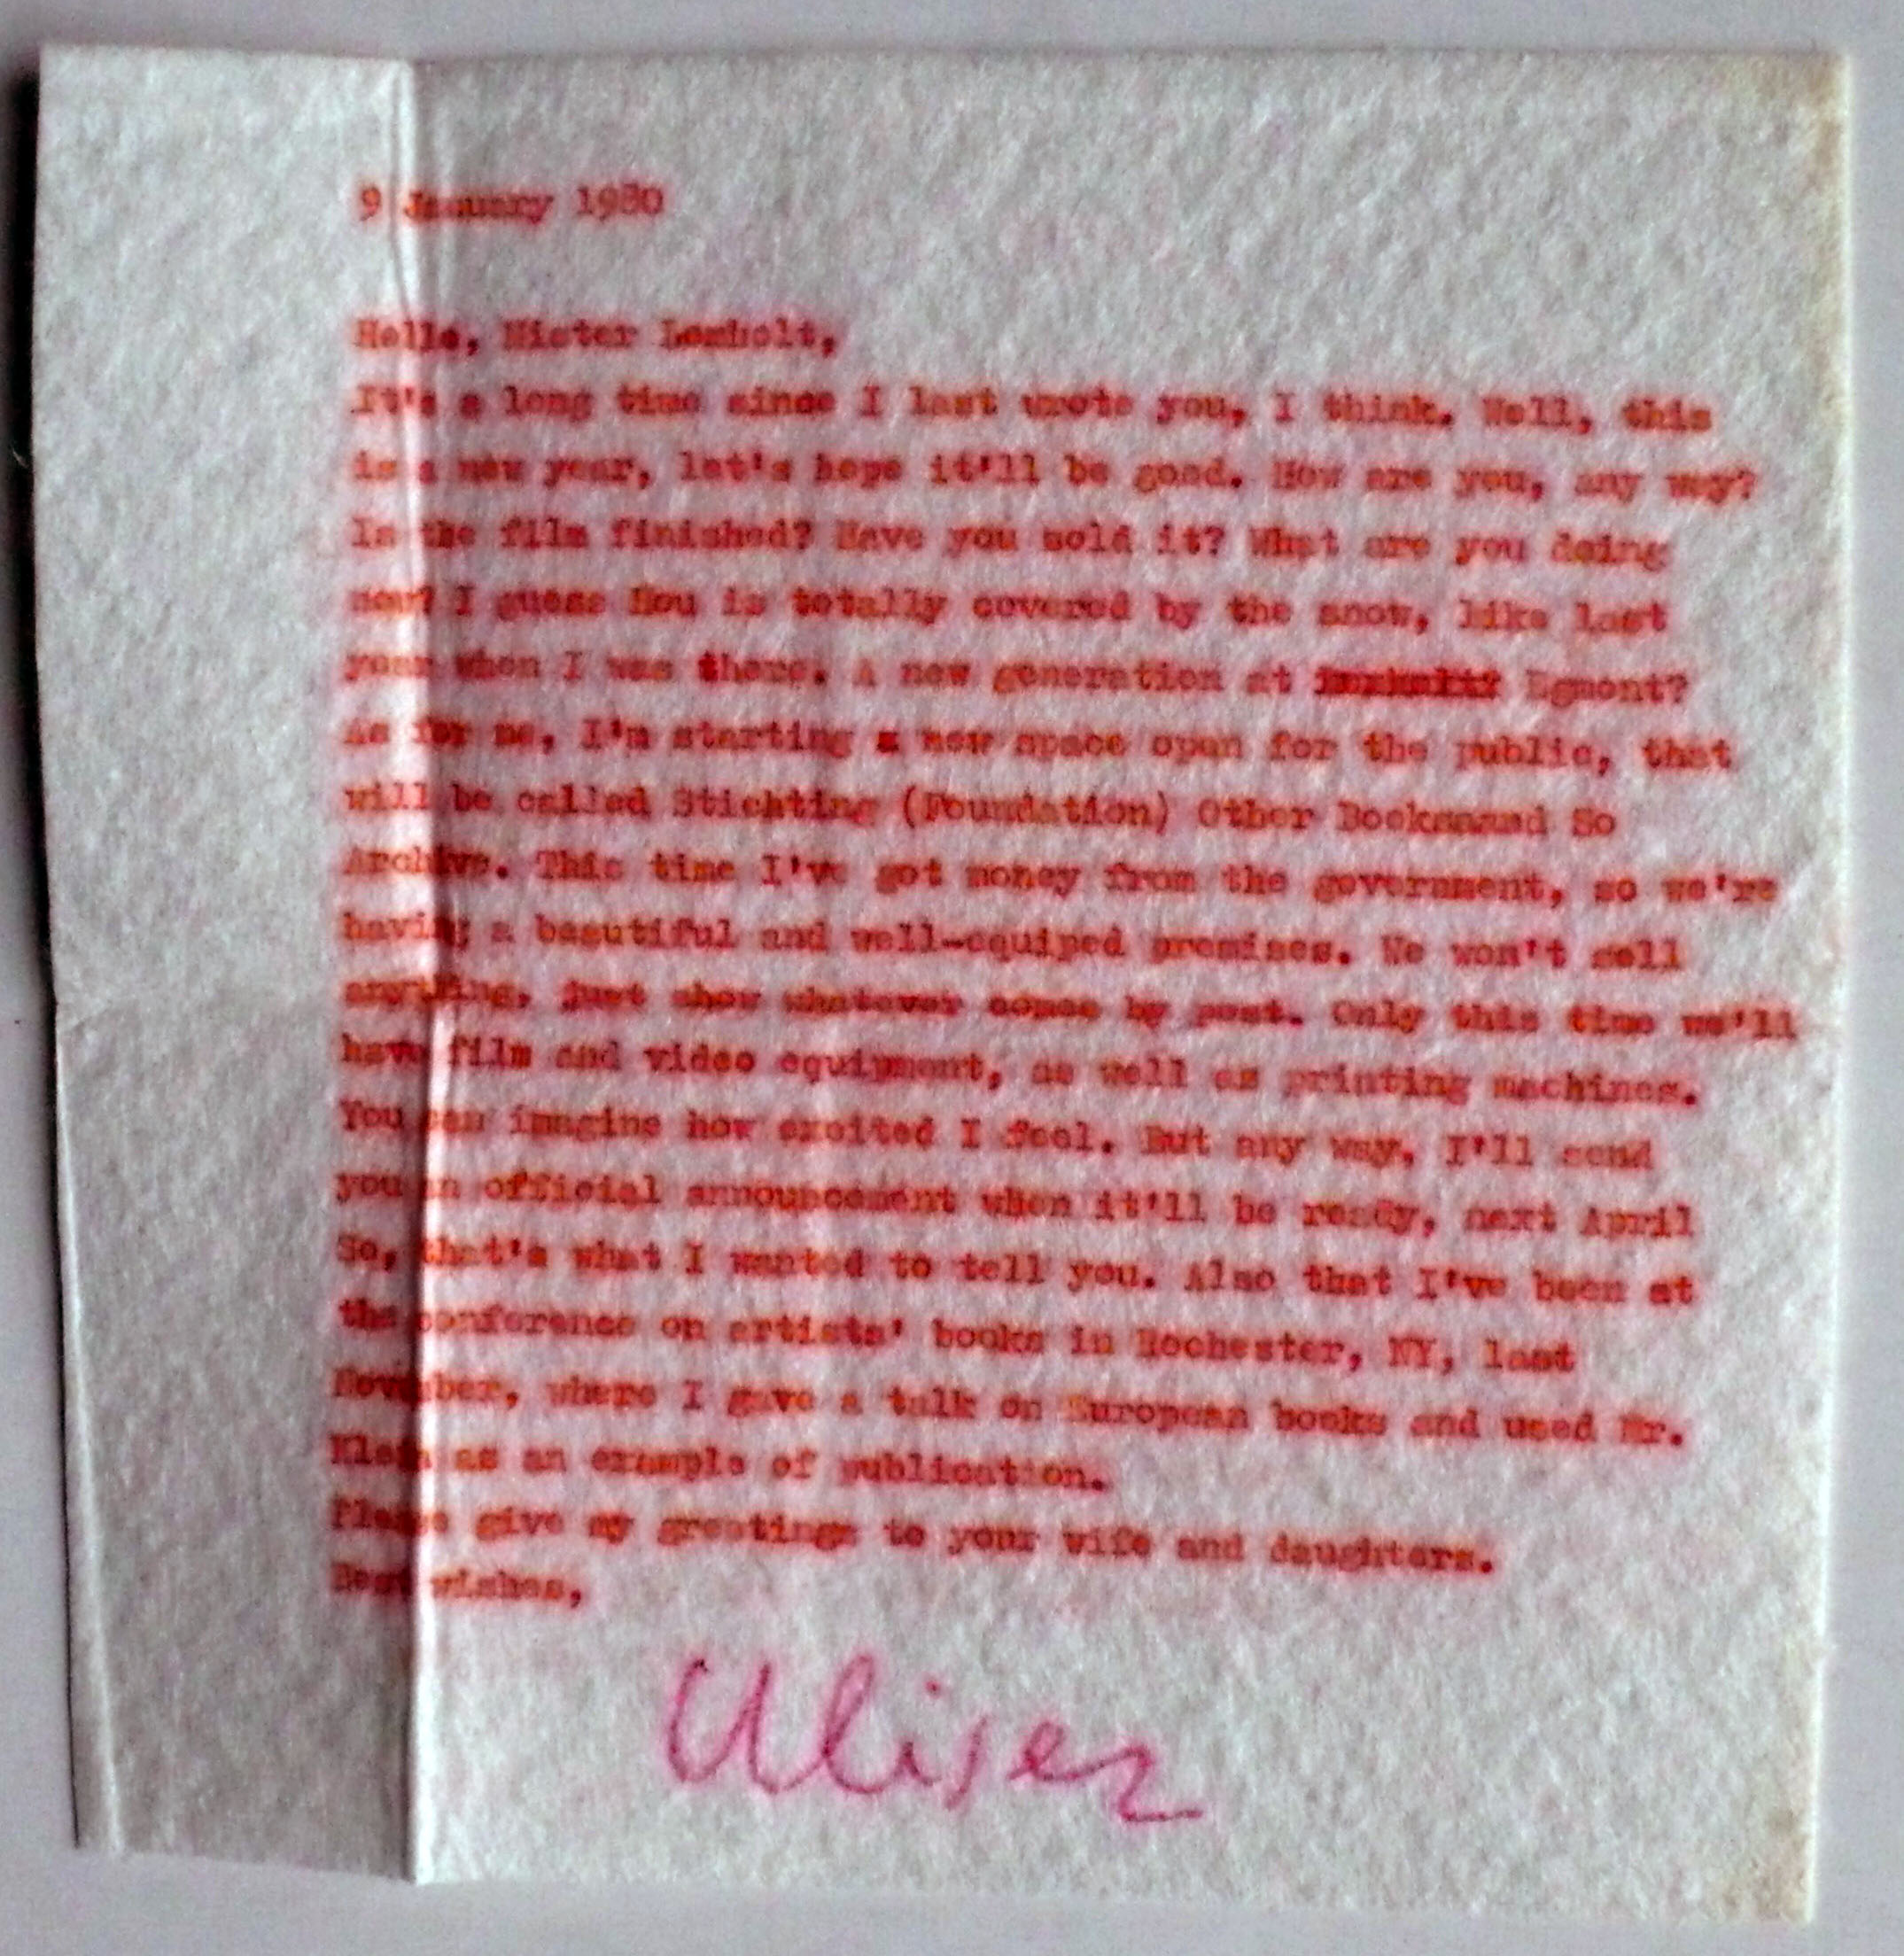 9 January 1980
Hello, Mister Lomholt,
It's a long time since I last wrote you, I think. Well, this
is a new year, let's hope it'll be good. How are you, any way?
Is the film finished? Have you sold it? What are you doing
now? I guess Hou is totally covered by the snow, like last
year when I was there. A new generation at Egmont?
As for me, I'm starting a new space open for the public, that
will be called Stichting (Foundation) Other Booksand So
Archive. This time I've got money from the government, so we're
having a beautiful and well-equiped premises. We won't sell
anything, just show whatever comes by post. Only this time we'll
have film and video equipment, as well as printing machines.
You can imagine how excited I feel. But any way, I'll send
you an official announcement when it'll be ready, next April
So, that's what I wanted to tell you. Also that I've been at
the conference on artists' books in Rochester, NY, last
November, where I gave a talk on European books and used Mr.
Klein as an example of publication.
Please give my greetings to your wife and daughters.
Best wishes,
Ulises